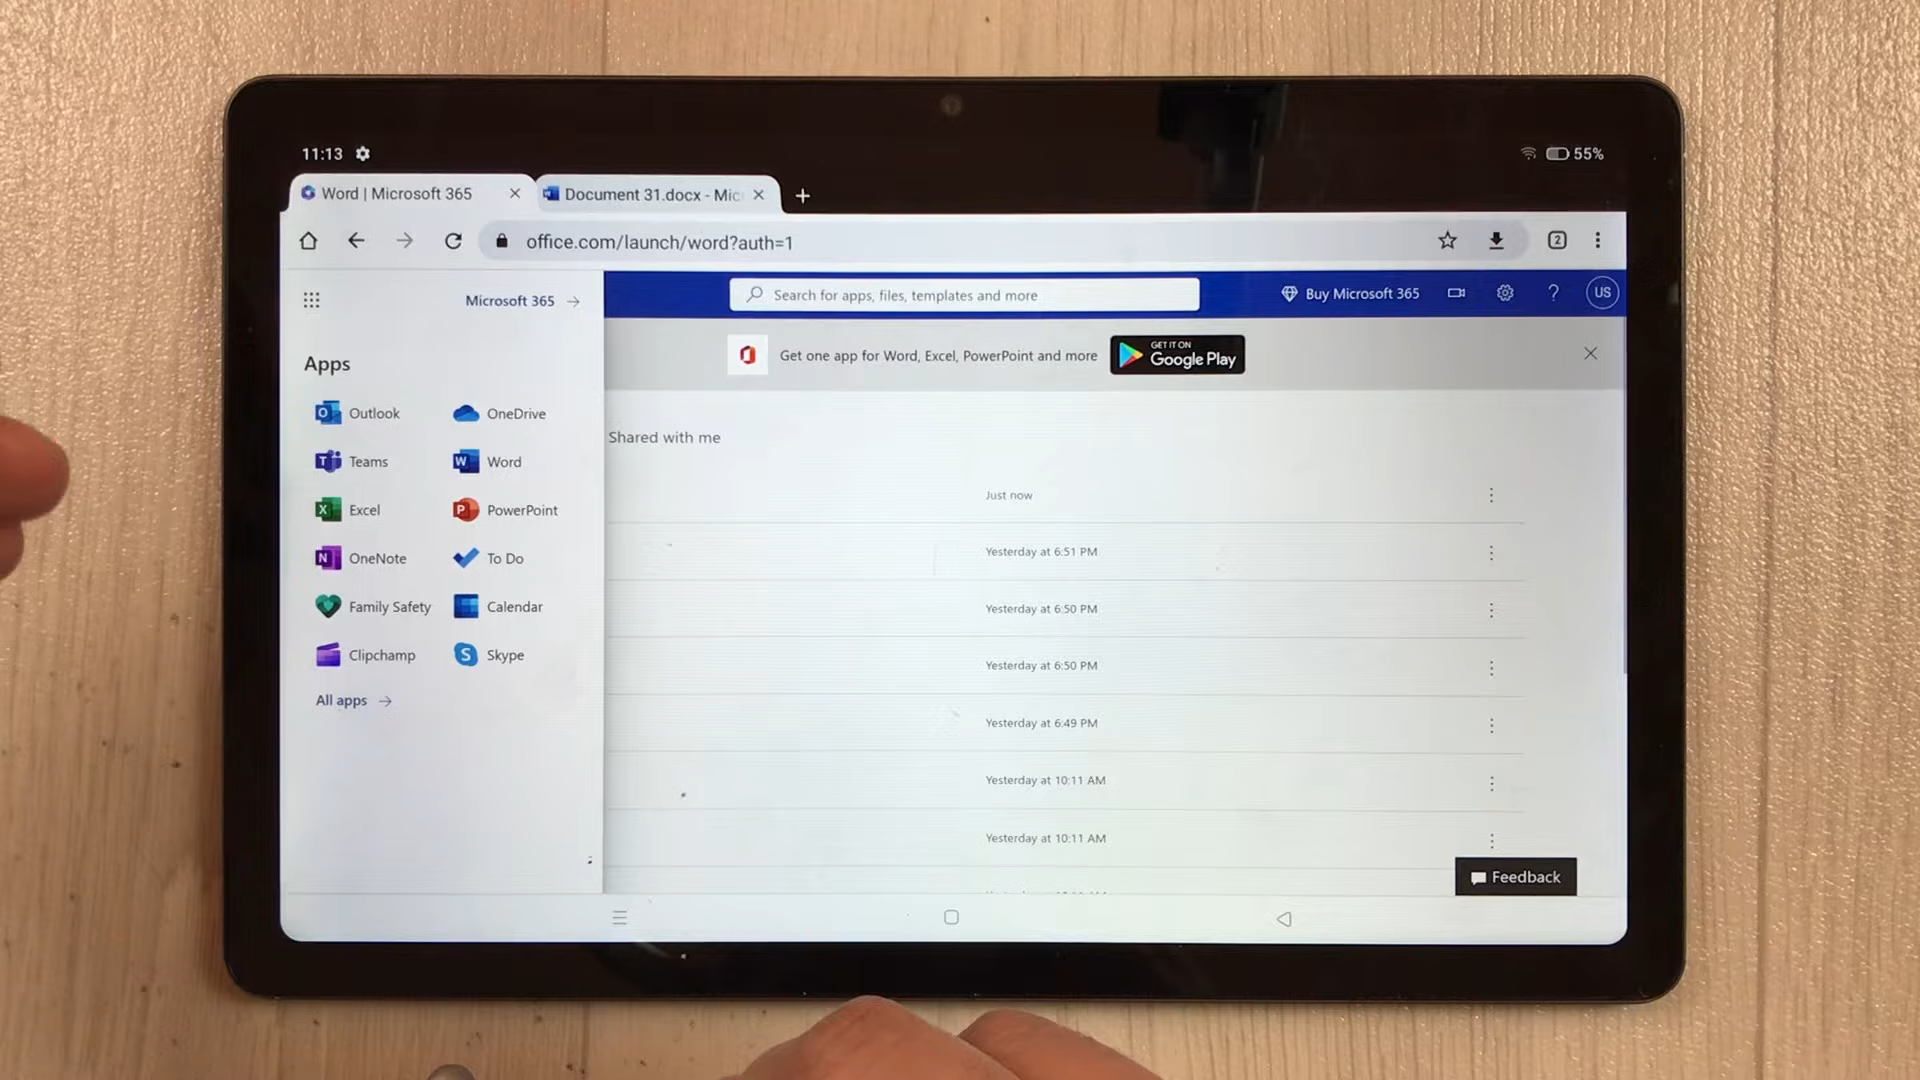 11:13
55%
Word | Microsoft 365
Document 31.docx - Mic
office.com/launch/word?auth=1
2
Microsoft 365
Search for apps, files, templates and more
Buy Microsoft 365
?
US
Get one app for Word, Excel, PowerPoint and more
GET IT ON
Google Play
Apps
Outlook
OneDrive
Teams
Word
Excel
PowerPoint
OneNote
To Do
Family Safety
Calendar
Clipchamp
Skype
All apps
Shared with me
Just now
Yesterday at 6:51 PM
Yesterday at 6:50 PM
Yesterday at 6:50 PM
Yesterday at 6:49 PM
Yesterday at 10:11 AM
Yesterday at 10:11 AM
Feedback